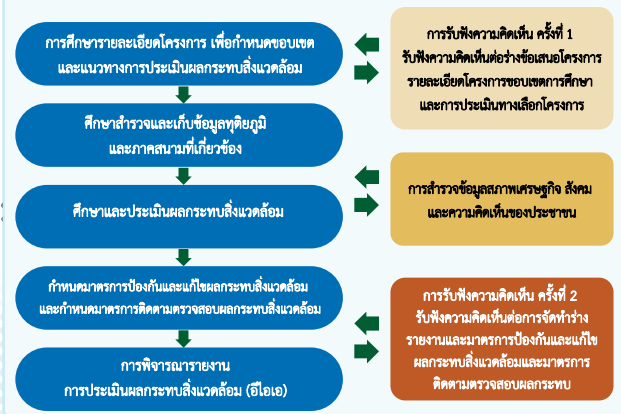 การศึกษารายละเอียดโครงการ เพื่อกำหนดขอบเขต
และแนวทางการประเมินผลกระทบสิ่งแวดล้อม
การรับฟังความคิดเห็น ครั้งที่ 1
รับฟังความคิดเห็นต่อร่างข้อเสนอโครงการ
รายละเอียดโครงการขอบเขตการศึกษา
และการประเมินทางเลือกโครงการ
ศึกษาสำรวจและเก็บข้อมูลทุติยภูมิ
และภาคสนามที่เกี่ยวข้อง
ศึกษาและประเมินผลกระทบสิ่งแวดล้อม
การสำรวจข้อมูลสภาพเศรษฐกิจ สังคม
และความคิดเห็นของประชาชน
กำหนดมาตรการป้องกันและแก้ไขผลกระทบสิ่งแวดล้อม
และกำหนดมาตรการติดตามตรวจสอบผลกระทบสิ่งแวดล้อม
การรับฟังความคิดเห็น ครั้งที่ 2
รับฟังความคิดเห็นต่อการจัดทำร่าง
รายงานและมาตรการป้องกันและแก้ไข
ผลกระทบสิ่งแวดล้อมและมาตรการ
ติดตามตรวจสอบผลกระทบ
การพิจารณารายงาน
การประเมินผลกระทบสิ่งแวดล้อม (อีไอเอ)